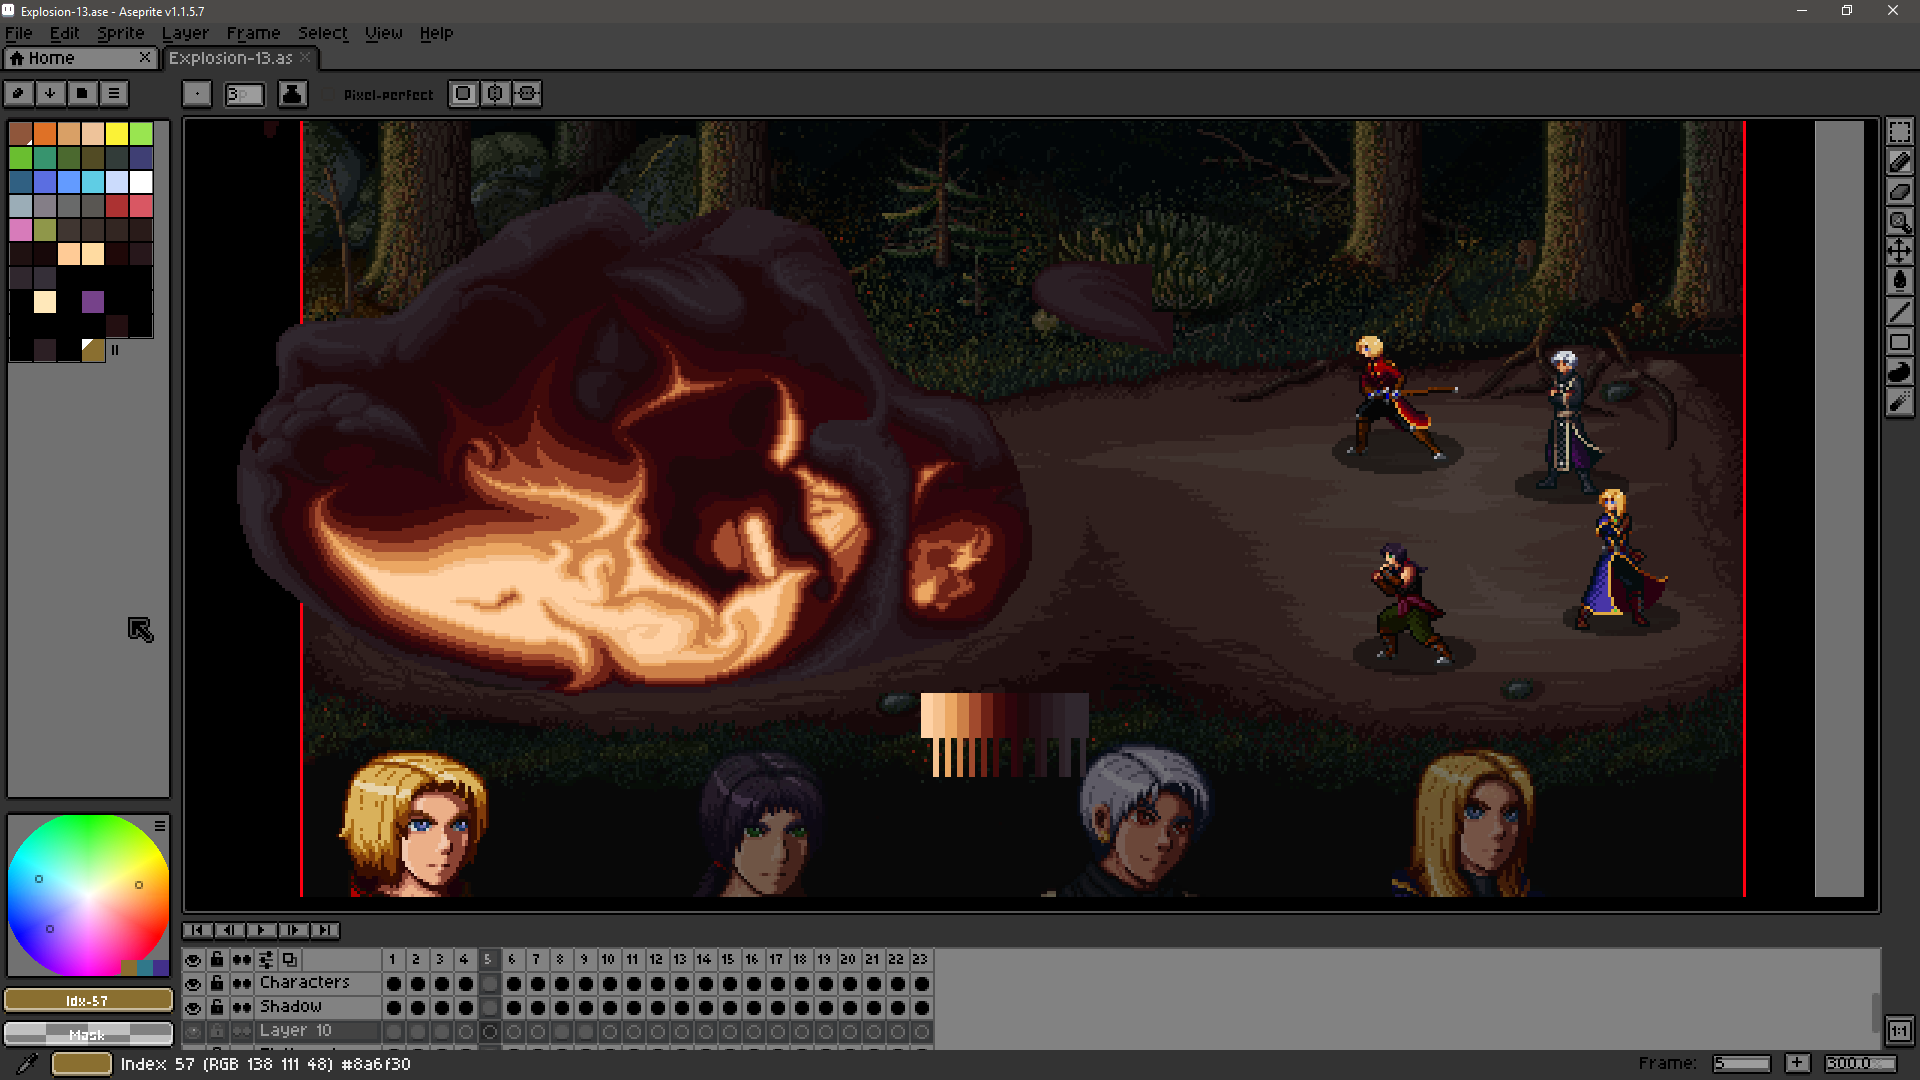 Explosion-13.ase - Aseprite v1.1.5.7
File Edit Sprite Layer Frame Select View Help
Home
Explosion-13.as
3p
Pixel-perfect
1 2 3 4 5 6 7 8 9 10 11 12 13 14 15 16 17 18 19 20 21 22 23
Characters
Shadow
Layer 10
Idx-57
Mask
1:1
Index 57 (RGB 138 111 48) #8a6f30
Frame: 5 + 300.0